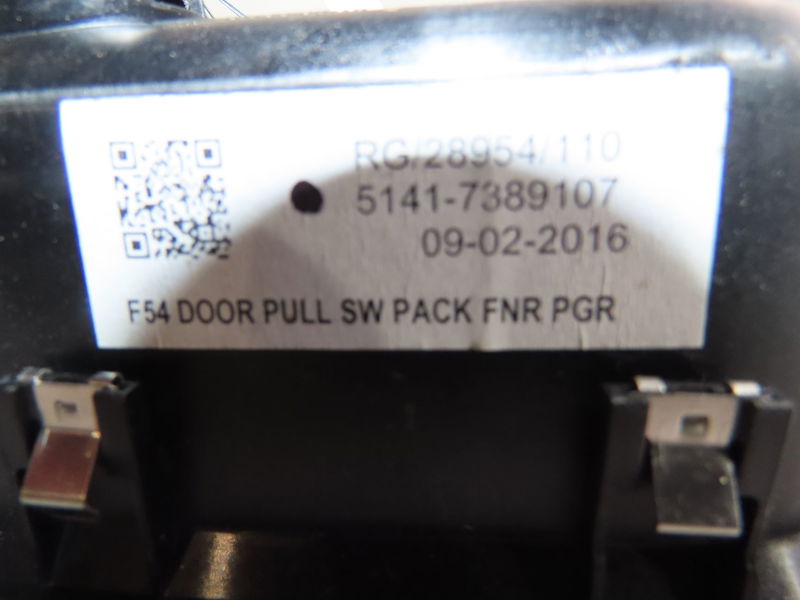 RG/28954/110
5141-7389107
09-02-2016
F54 DOOR PULL SW PACK FNR PGR